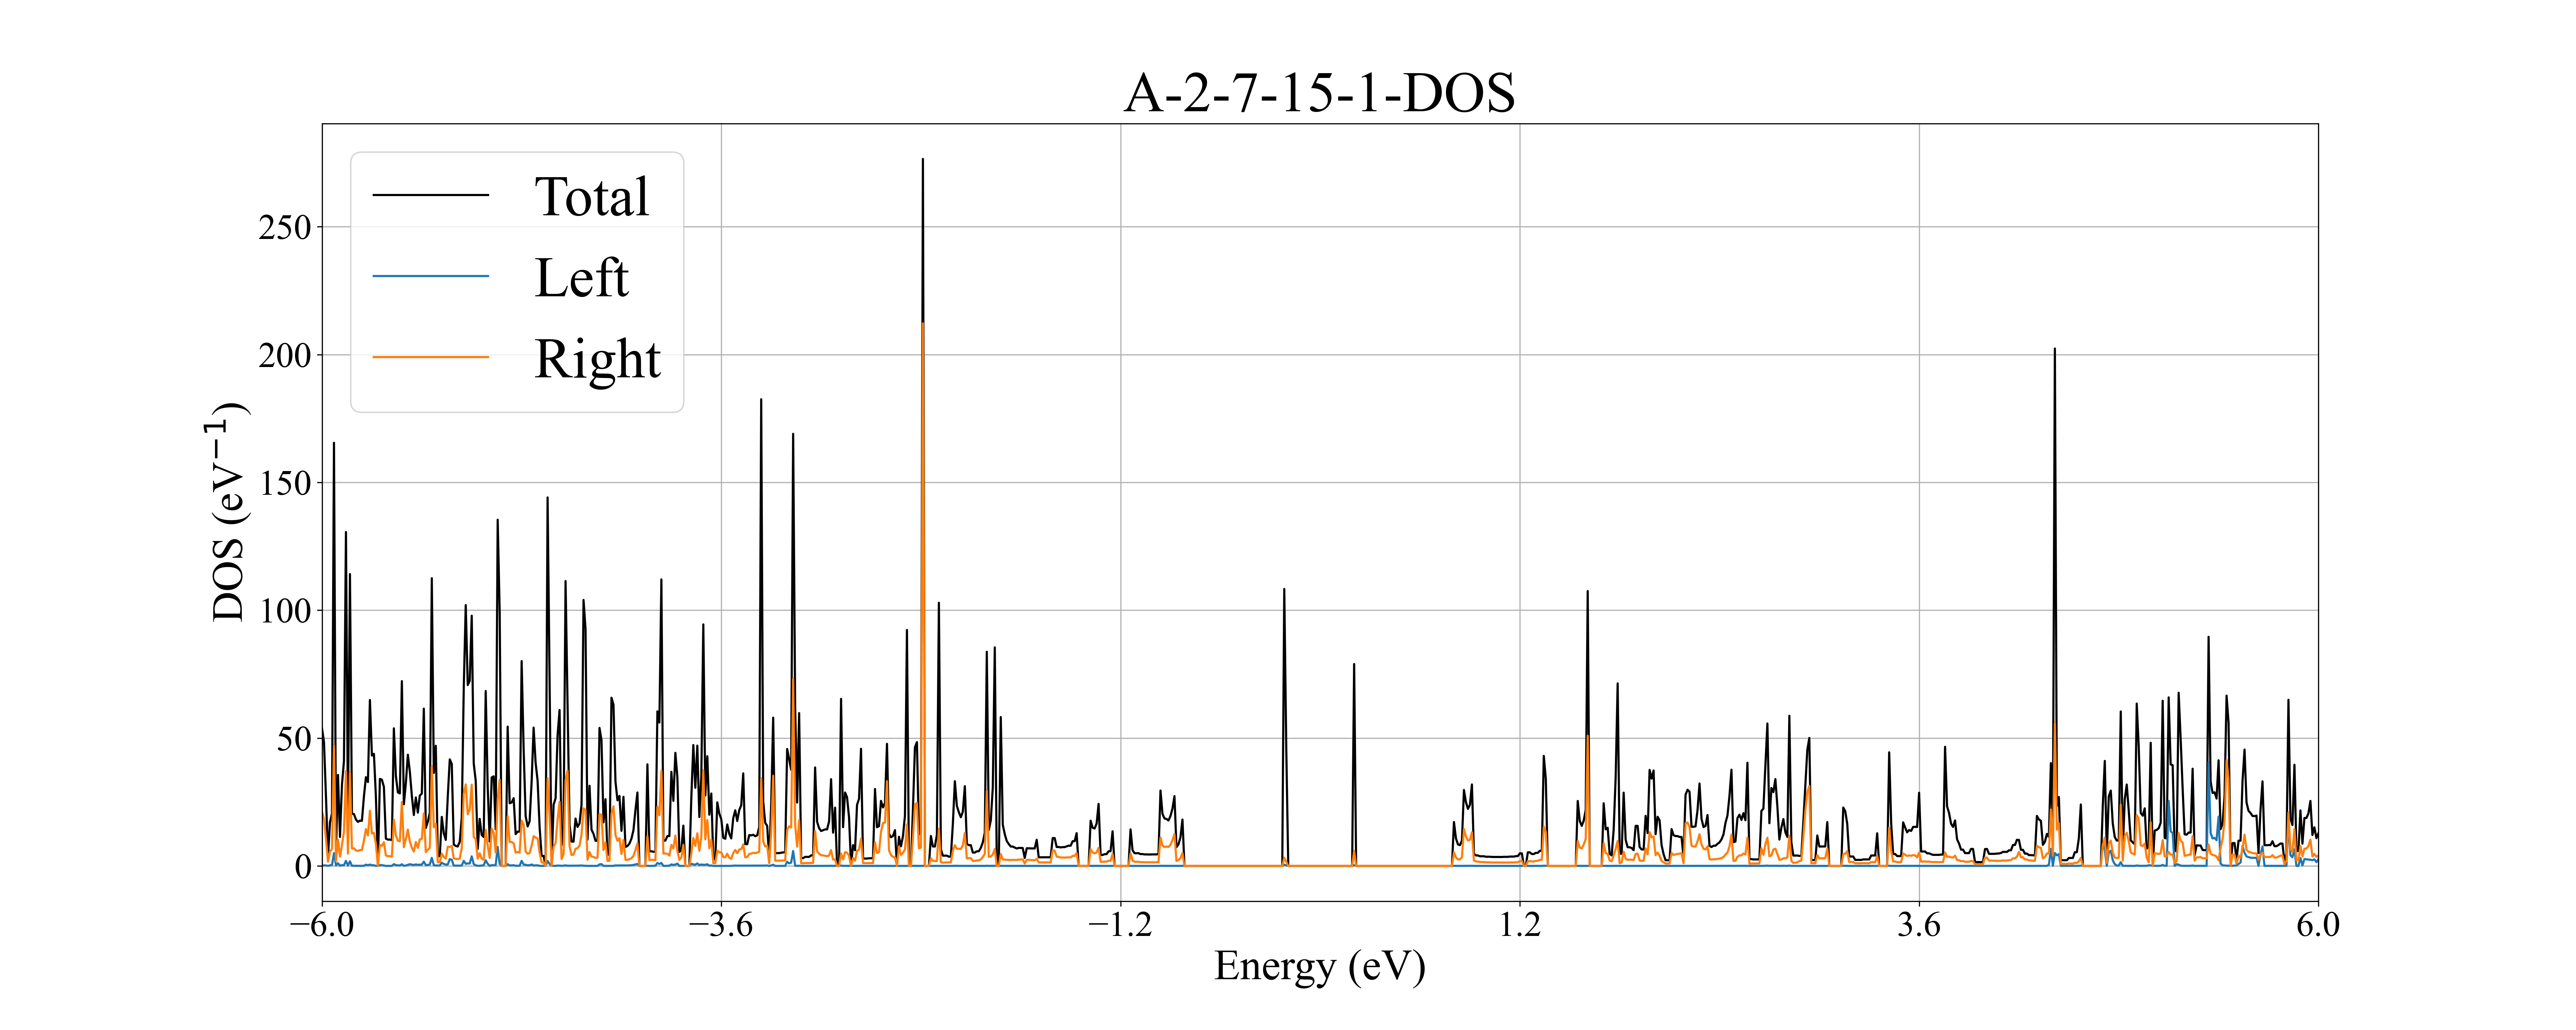 A-2-7-15-1-DOS
Total
Left
Right
250
200
150
100
50
0
DOS (eV⁻¹)
−6.0 −3.6 −1.2 1.2 3.6 6.0
Energy (eV)